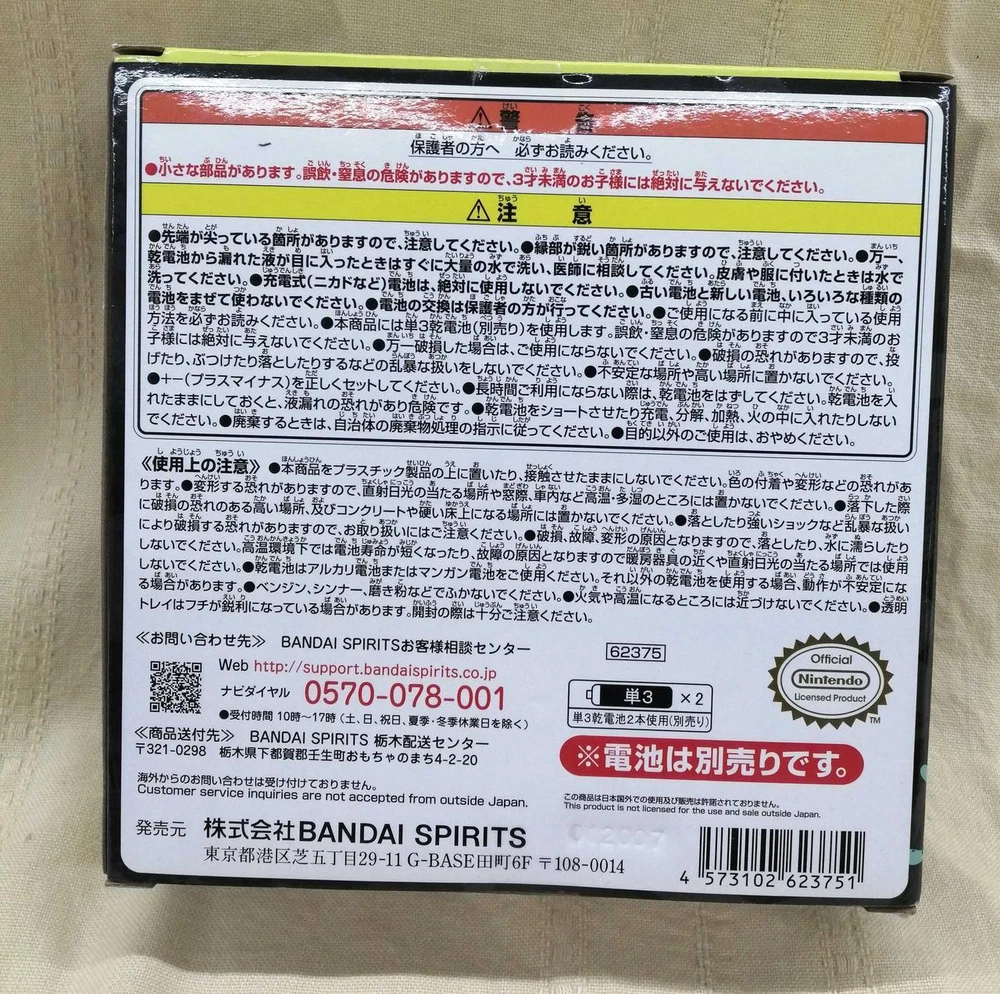 ⚠警告
保護者の方へ 必ずお読みください。
●小さな部品があります。誤飲・窒息の危険がありますので、3才未満のお子様には絶対に与えないでください。
⚠注意
●先端が尖っている箇所がありますので、注意してください。●縁部が鋭い箇所がありますので、注意してください。●万一、
乾電池から漏れた液が目に入ったときはすぐに大量の水で洗い、医師に相談してください。皮膚や服に付いたときは水で
洗ってください。●充電式(ニカドなど)電池は、絶対に使用しないでください。●古い電池と新しい電池、いろいろな種類の
電池をまぜて使わないでください。●電池の交換は保護者の方が行ってください。●ご使用になる前に中に入っている使用
方法を必ずお読みください。●本商品には単3乾電池(別売り)を使用します。誤飲・窒息の危険がありますので3才未満のお
子様には絶対に与えないでください。●万一破損した場合は、ご使用にならないでください。●破損の恐れがありますので、投
げたり、ぶつけたり落としたりするなどの乱暴な扱いをしないでください。●不安定な場所や高い場所に置かないでください。
●+−(プラスマイナス)を正しくセットしてください。●長時間ご利用にならない際は、乾電池をはずしてください。乾電池を入
れたままにしておくと、液漏れの恐れがあり危険です。●乾電池をショートさせたり充電、分解、加熱、火の中に入れたりしない
でください。●廃棄するときは、自治体の廃棄物処理の指示に従ってください。●目的以外のご使用は、おやめください。
《使用上の注意》●本商品をプラスチック製品の上に置いたり、接触させたままにしないでください。色の付着や変形などの恐れがあ
ります。●変形する恐れがありますので、直射日光の当たる場所や窓際、車内など高温・多湿のところには置かないでください。●落下した際
に破損の恐れのある高い場所、及びコンクリートや硬い床上になる場所には置かないでください。●落としたり強いショックなど乱暴な扱い
により破損する恐れがありますので、お取り扱いにはご注意ください。●破損、故障、変形の原因となりますので、落としたり、水に濡らしたり
しないでください。高温環境下では電池寿命が短くなったり、故障の原因となりますので暖房器具の近くや直射日光の当たる場所では使用
しないでください。●乾電池はアルカリ電池またはマンガン電池をご使用ください。それ以外の乾電池を使用する場合、動作が不安定にな
る場合があります。●ベンジン、シンナー、磨き粉などでふかないでください。●火気や高温になるところには近づけないでください。●透明
トレイはフチが鋭利になっている場合があります。開封の際は十分ご注意ください。
≪お問い合わせ先≫ BANDAI SPIRITSお客様相談センター
Web http://support.bandaispirits.co.jp
ナビダイヤル 0570-078-001
●受付時間 10時〜17時(土、日、祝日、夏季・冬季休業日を除く)
≪商品送付先≫ BANDAI SPIRITS 栃木配送センター
〒321-0298 栃木県下都賀郡壬生町おもちゃのまち4-2-20
海外からのお問い合わせは受け付けておりません。
Customer service inquiries are not accepted from outside Japan.
62375
単3 ×2
単3乾電池2本使用(別売り)
Official
Nintendo
Licensed Product
TM
※電池は別売りです。
この商品は日本国外での使用及び販売は許諾されておりません。
This product is not licensed for the use and sale outside Japan.
発売元 株式会社BANDAI SPIRITS
東京都港区芝五丁目29-11 G-BASE田町6F 〒108-0014
4 573102 623751